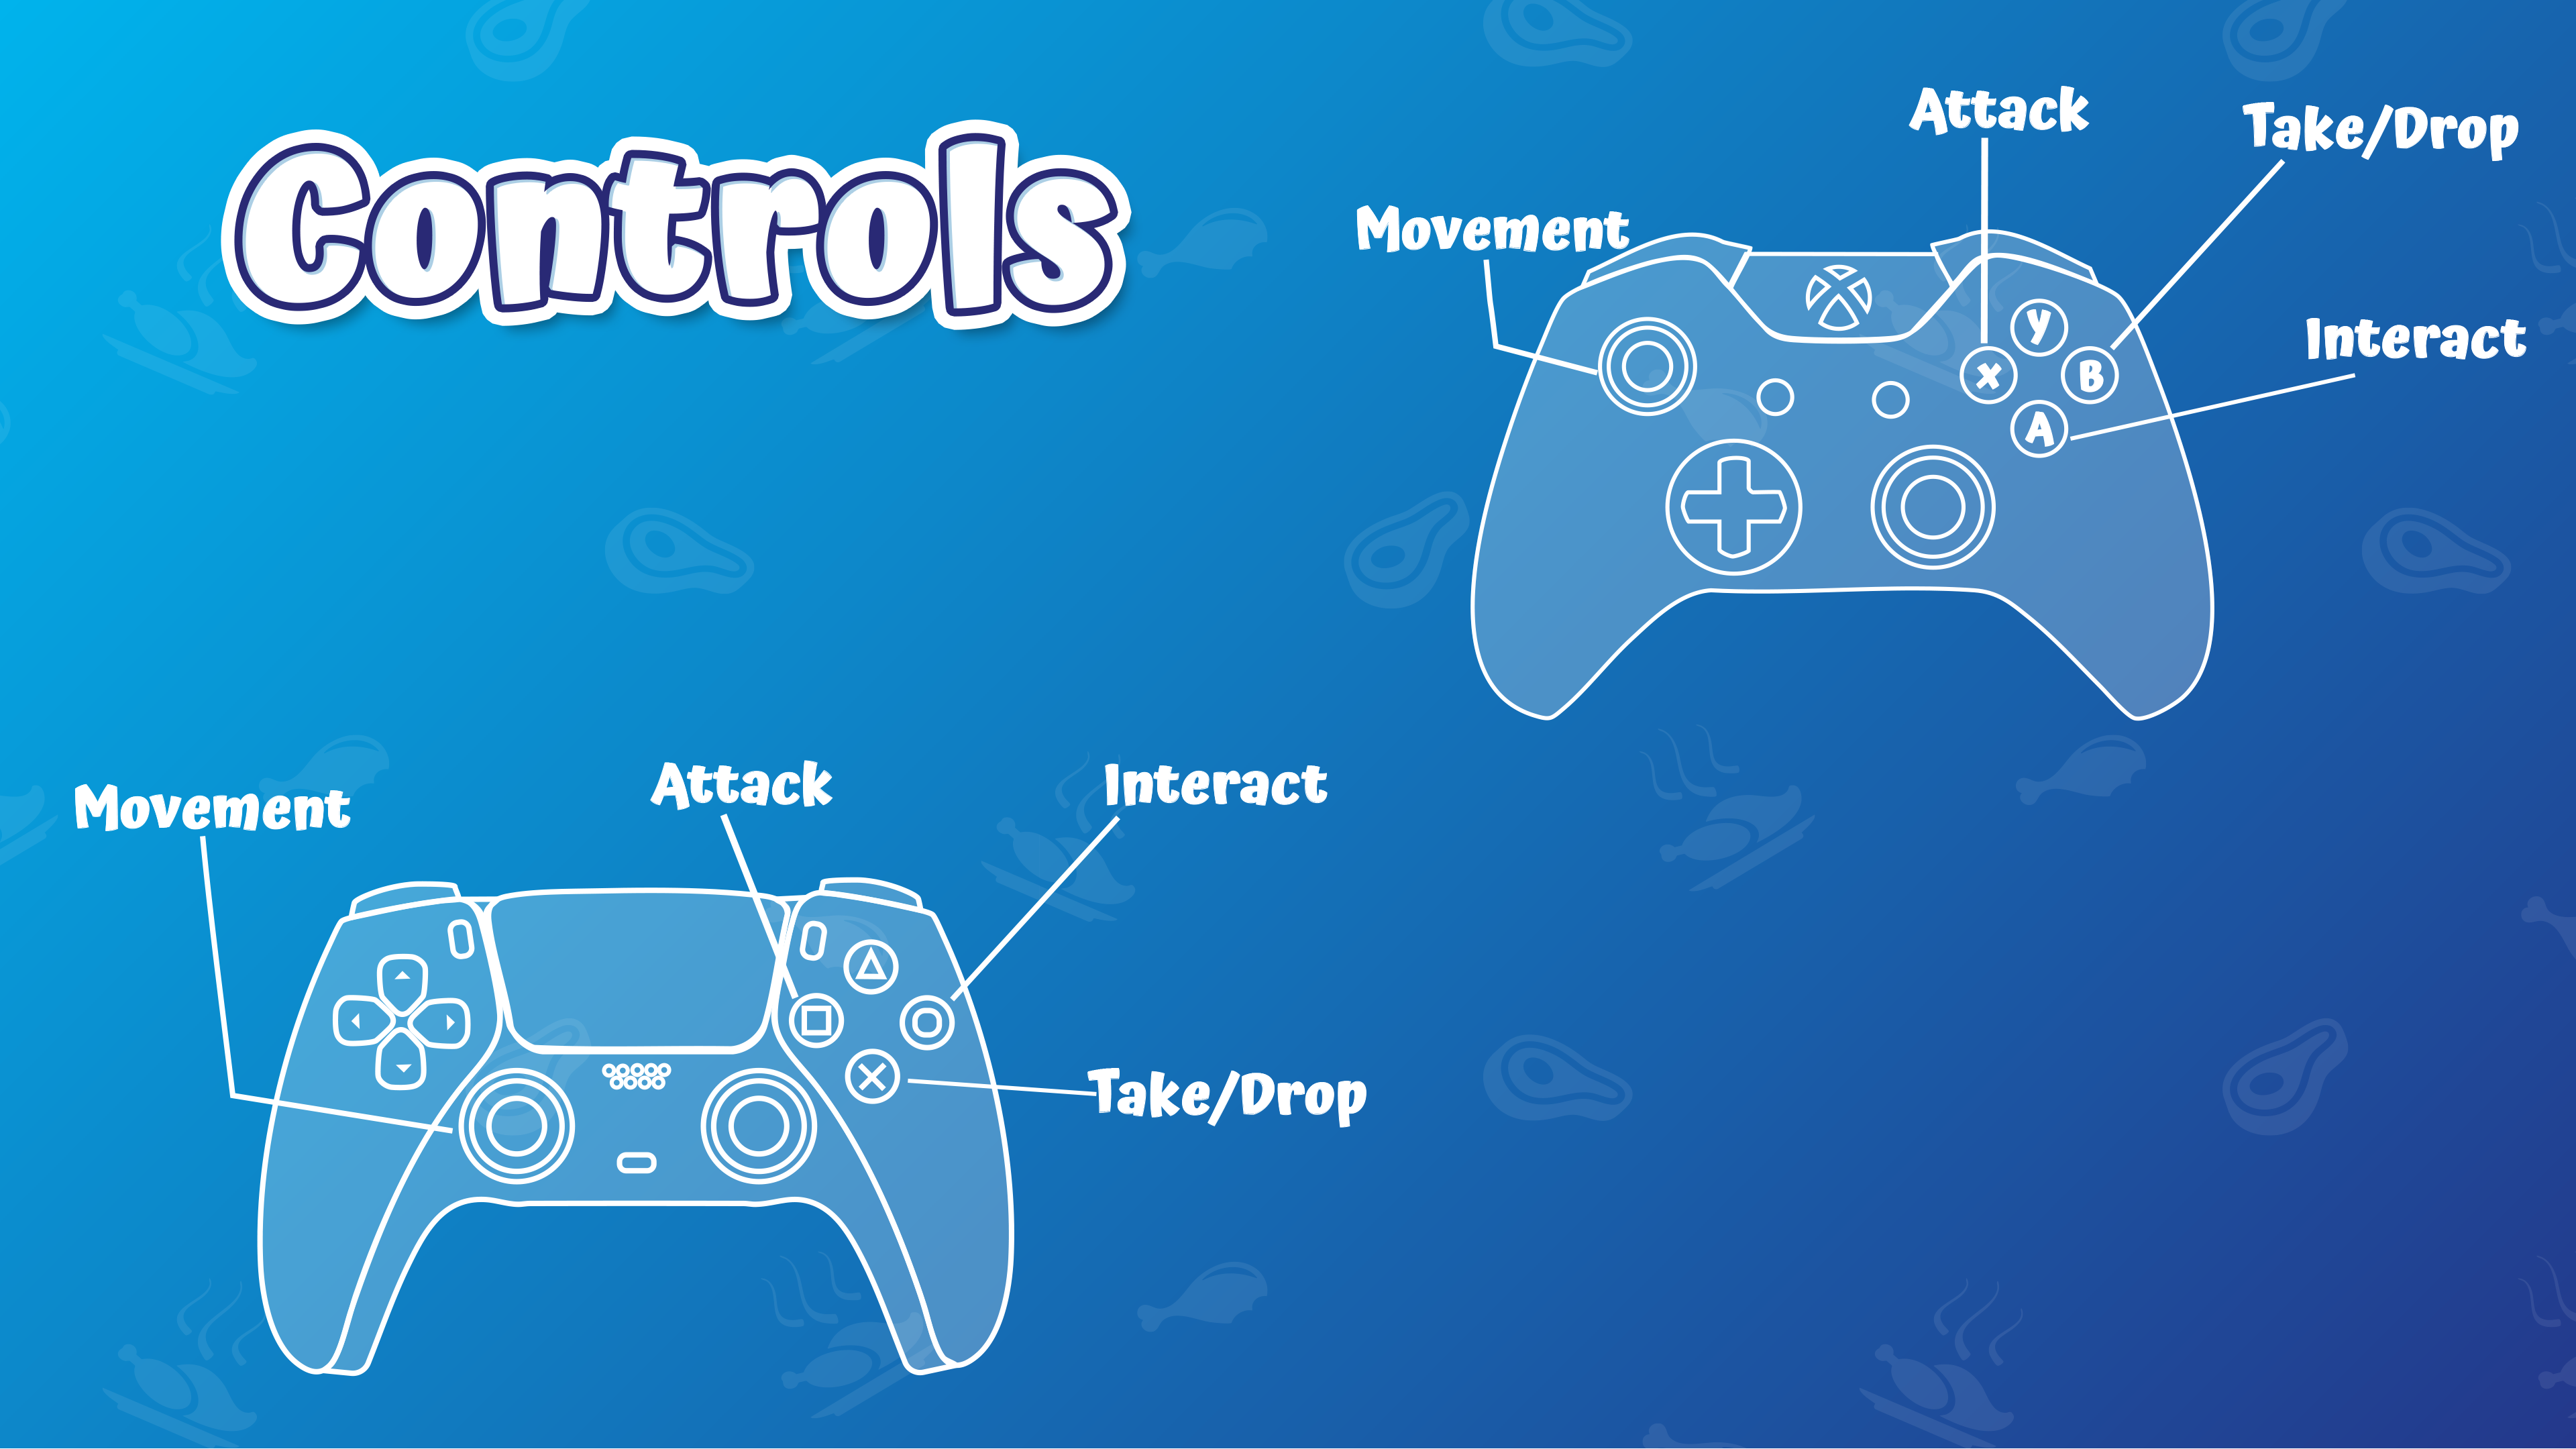 Controls
Attack
Take/Drop
Movement
Interact
Y
X
B
A
Movement
Attack
Interact
Take/Drop